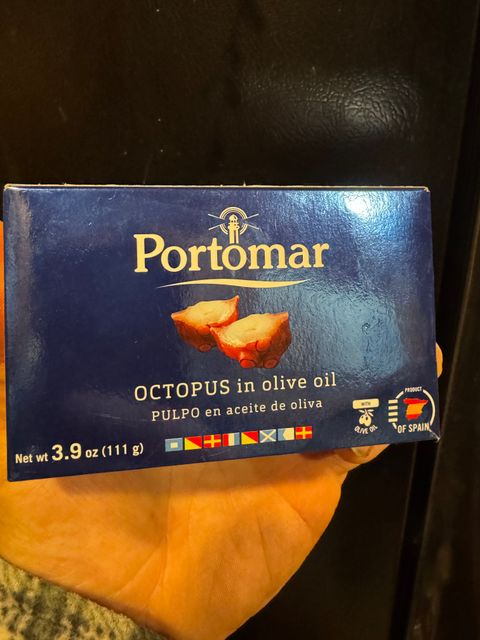 Portomar
OCTOPUS in olive oil
PULPO en aceite de oliva
Net wt 3.9 oz (111 g)
WITH
OLIVE OIL
PRODUCT
OF SPAIN